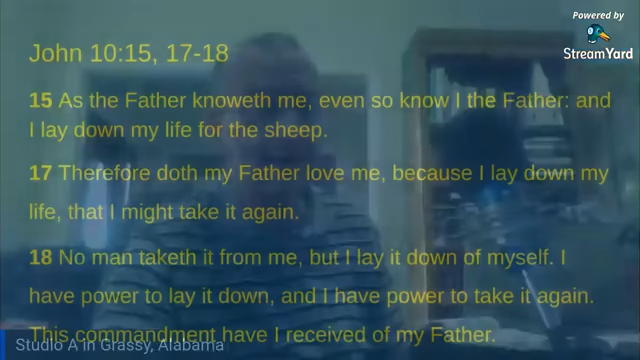 Powered by
StreamYard
John 10:15, 17-18
15 As the Father knoweth me, even so know I the Father: and
I lay down my life for the sheep.
17 Therefore doth my Father love me, because I lay down my
life, that I might take it again.
18 No man taketh it from me, but I lay it down of myself. I
have power to lay it down, and I have power to take it again.
This commandment have I received of my Father.
Studio A in Grassy, Alabama